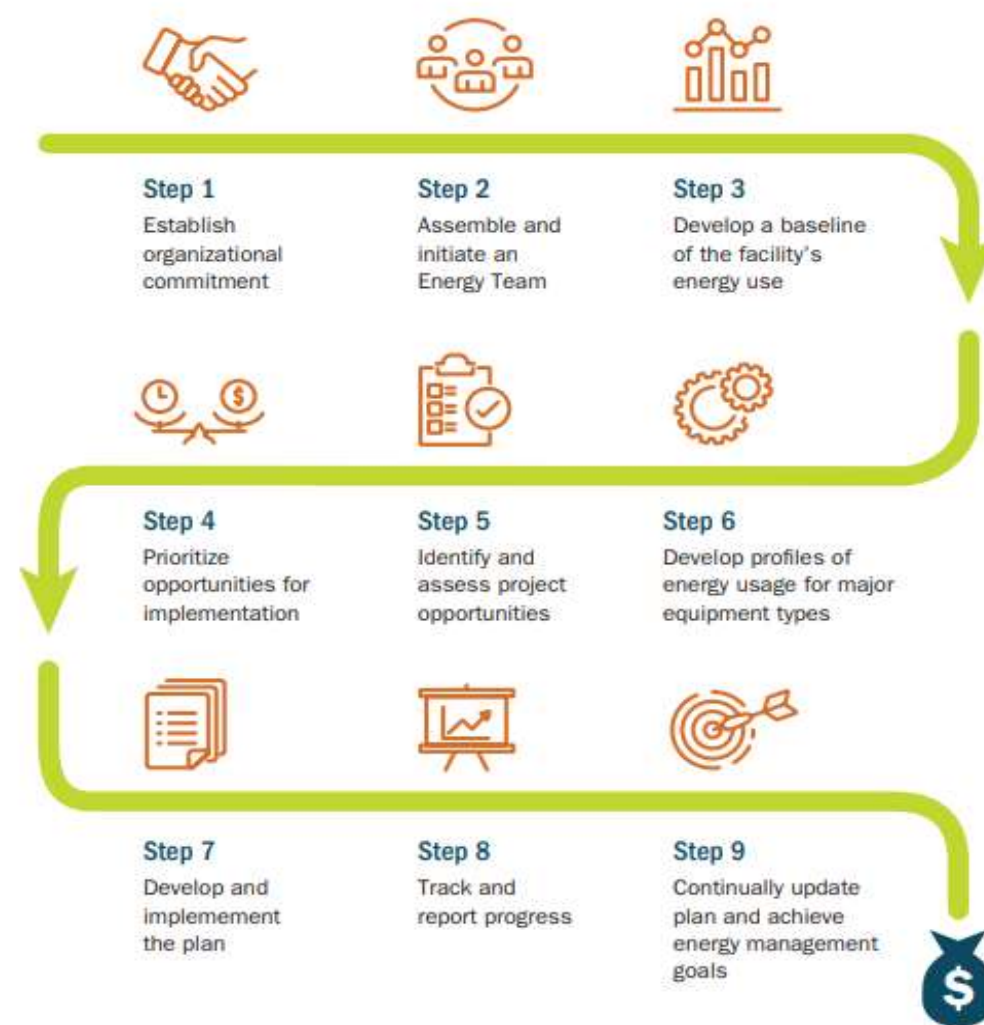 Step 1
Establish
organizational
commitment
Step 2
Assemble and
initiate an
Energy Team
Step 3
Develop a baseline
of the facility's
energy use
$
Step 4
Prioritize
opportunities for
implementation
Step 5
Identify and
assess project
opportunities
Step 6
Develop profiles of
energy usage for major
equipment types
Step 7
Develop and
implemement
the plan
Step 8
Track and
report progress
Step 9
Continually update
plan and achieve
energy management
goals
$